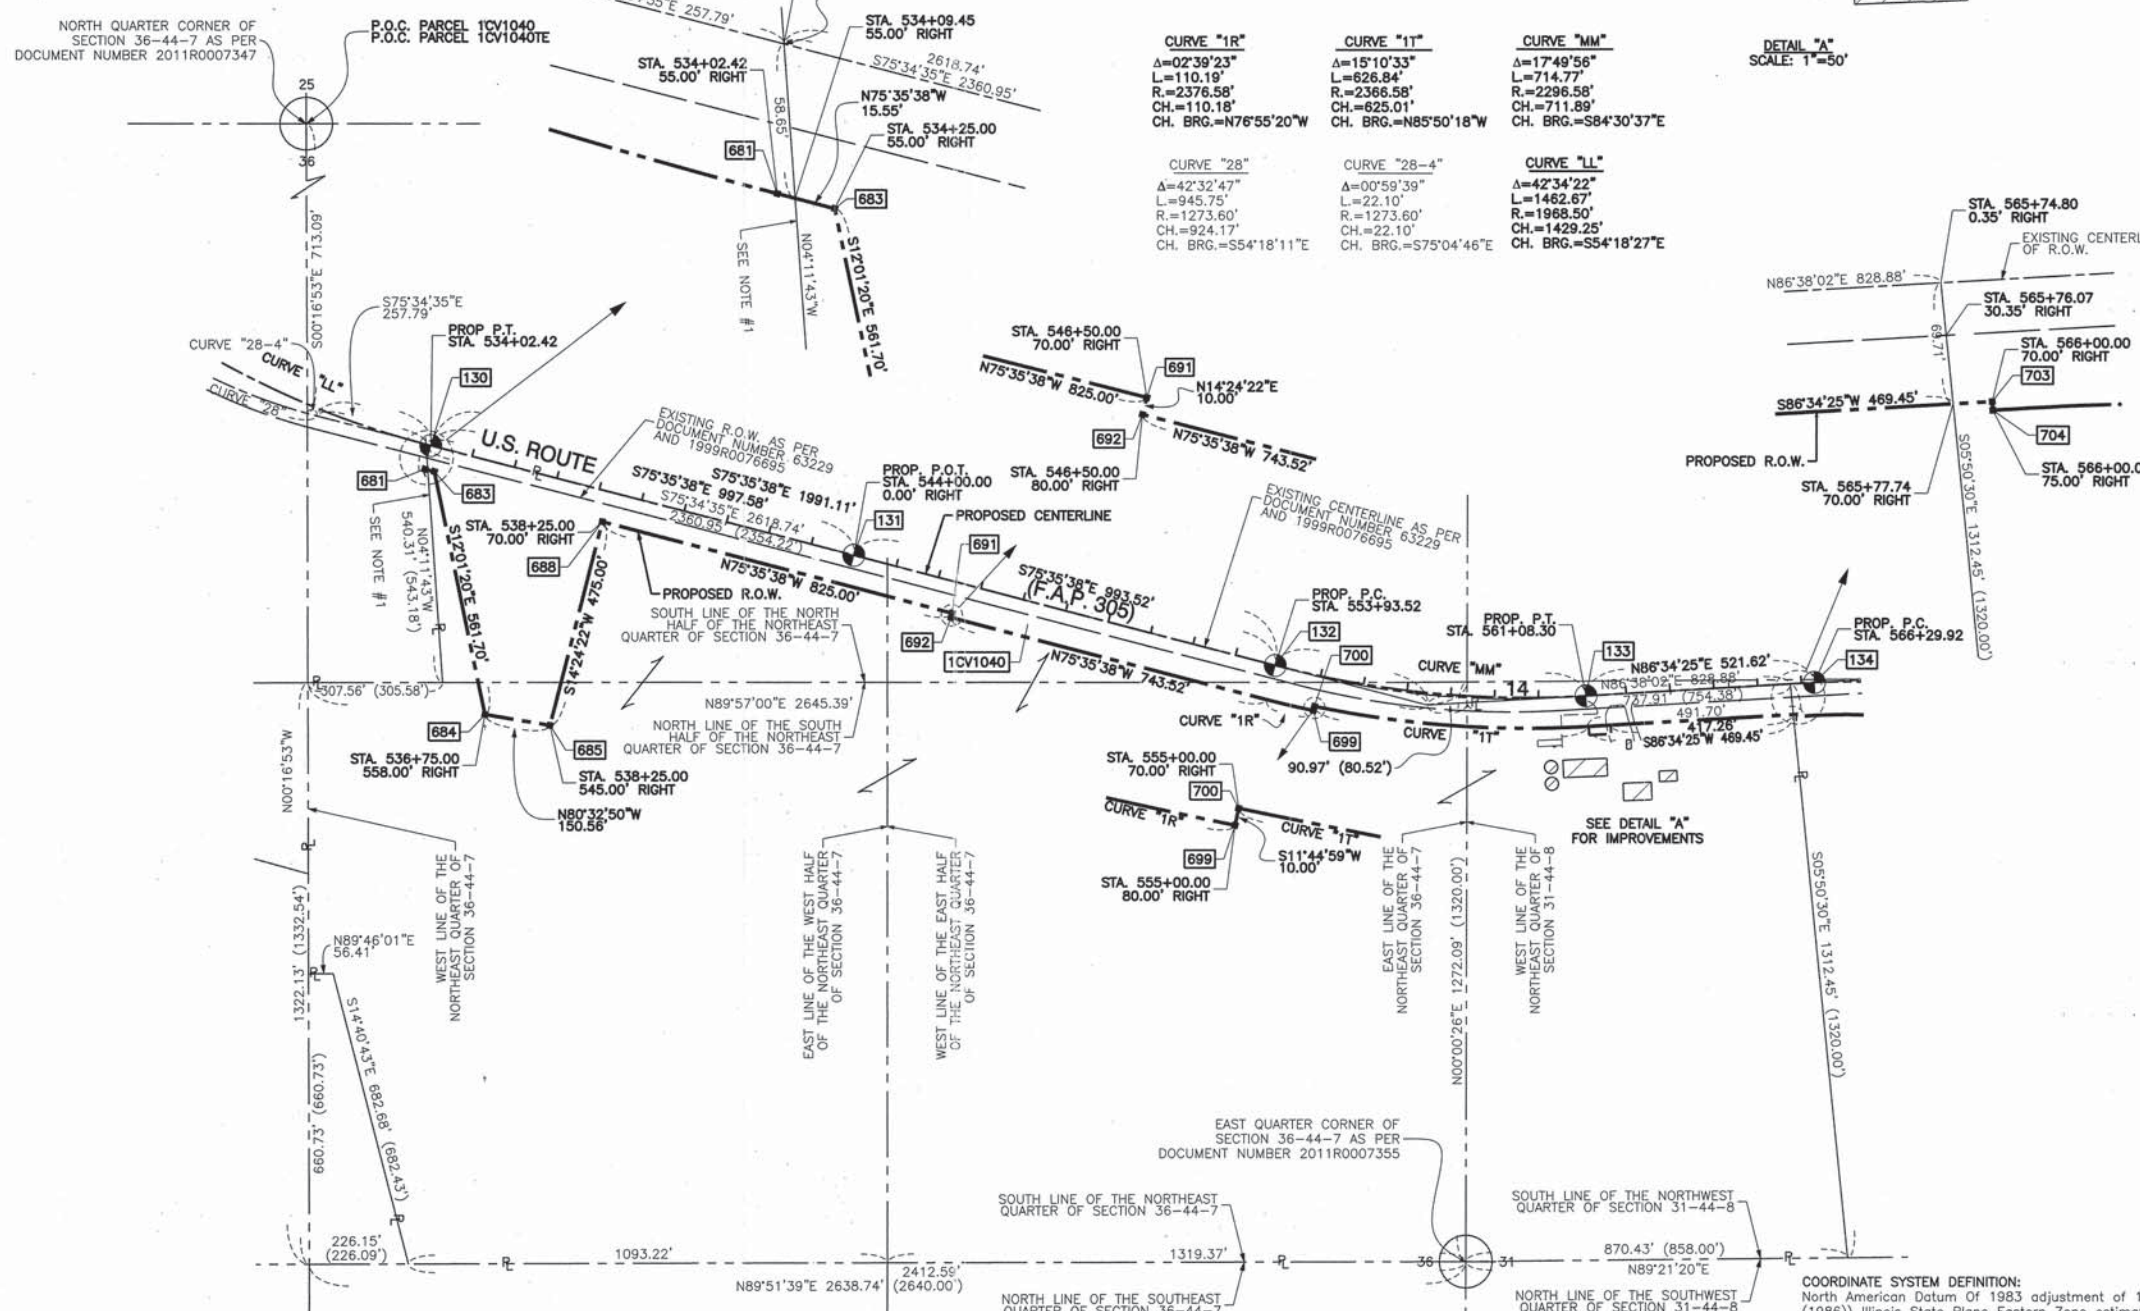 NORTH QUARTER CORNER OF
SECTION 36-44-7 AS PER
DOCUMENT NUMBER 2011R0007347
P.O.C. PARCEL 1CV1040
P.O.C. PARCEL 1CV1040TE
25
36
257.79'
STA. 534+09.45
55.00' RIGHT
STA. 534+02.42
55.00' RIGHT
2618.74'
S75°34'35"E 2360.95'
58.65'
N75°35'38"W
15.55'
STA. 534+25.00
55.00' RIGHT
681
683
SEE NOTE #1
N04°11'43"W
S12°01'20"E 561.70'
CURVE "1R"
Δ=02°39'23"
L.=110.19'
R.=2376.58'
CH.=110.18'
CH. BRG.=N76°55'20"W
CURVE "1T"
Δ=15°10'33"
L.=626.84'
R.=2366.58'
CH.=625.01'
CH. BRG.=N85°50'18"W
CURVE "MM"
Δ=17°49'56"
L.=714.77'
R.=2296.58'
CH.=711.89'
CH. BRG.=S84°30'37"E
DETAIL "A"
SCALE: 1"=50'
CURVE "28"
Δ=42°32'47"
L.=945.75'
R.=1273.60'
CH.=924.17'
CH. BRG.=S54°18'11"E
CURVE "28-4"
Δ=00°59'39"
L.=22.10'
R.=1273.60'
CH.=22.10'
CH. BRG.=S75°04'46"E
CURVE "LL"
Δ=42°34'22"
L.=1462.67'
R.=1968.50'
CH.=1429.25'
CH. BRG.=S54°18'27"E
STA. 565+74.80
0.35' RIGHT
EXISTING
OF R.O.W.
N86°38'02"E 828.88'
STA. 565+76.07
30.35' RIGHT
69.71'
STA. 566+00.00
70.00' RIGHT
703
S86°34'25"W 469.45'
704
PROPOSED R.O.W.
STA. 565+77.74
70.00' RIGHT
75.00' RIGHT
S05°50'30"E 1312.45' (1320.00')
S00°16'53"E 713.09'
S75°34'35"E
257.79'
CURVE "28-4"
CURVE "LL"
CURVE "28"
PROP P.T.
STA. 534+02.42
130
U.S. ROUTE
EXISTING R.O.W. AS PER
DOCUMENT NUMBER 63229
AND 1999R0076695
S75°35'38"E 997.58'
S75°35'38"E 1991.11'
S75°34'35"E 2618.74'
2360.95' (2354.22')
PROP. P.O.T.
STA. 544+00.00
0.00' RIGHT
131
PROPOSED CENTERLINE
STA. 546+50.00
70.00' RIGHT
691
N75°35'38"W 825.00'
N14°24'22"E
10.00'
692
N75°35'38"W 743.52'
STA. 546+50.00
80.00' RIGHT
EXISTING CENTERLINE AS PER
DOCUMENT NUMBER 63229
AND 1999R0076695
681
683
SEE NOTE #1
N04°11'43"W
540.31' (543.18')
S12°01'20"E 561.70'
STA. 538+25.00
70.00' RIGHT
688
S14°24'22"W 475.00'
PROPOSED R.O.W.
N75°35'38"W 825.00'
SOUTH LINE OF THE NORTH
HALF OF THE NORTHEAST
QUARTER OF SECTION 36-44-7
691
692
1CV1040
S75°35'38"E 993.52'
(F.A.P. 305)
N75°35'38"W 743.52'
PROP. P.C.
STA. 553+93.52
132
700
CURVE "MM"
PROP. P.T.
STA. 561+08.30
14
133
N86°34'25"E 521.62'
N86°38'02"E 828.88'
737.91' (754.38')
491.70'
417.26'
S86°34'25"W 469.45'
PROP. P.C.
STA. 566+29.92
134
307.56' (305.58')
N89°57'00"E 2645.39'
NORTH LINE OF THE SOUTH
HALF OF THE NORTHEAST
QUARTER OF SECTION 36-44-7
684
STA. 536+75.00
558.00' RIGHT
685
STA. 538+25.00
545.00' RIGHT
N80°32'50"W
150.56'
CURVE "1R"
699
CURVE "1T"
90.97' (80.52')
STA. 555+00.00
70.00' RIGHT
700
CURVE "1R"
CURVE "1T"
699
S11°44'59"W
10.00'
STA. 555+00.00
80.00' RIGHT
SEE DETAIL "A"
FOR IMPROVEMENTS
N00°16'53"W
1322.13' (1332.54')
WEST LINE OF THE
NORTHEAST QUARTER OF
SECTION 36-44-7
EAST LINE OF THE WEST HALF
OF THE NORTHEAST QUARTER
OF SECTION 36-44-7
WEST LINE OF THE EAST HALF
OF THE NORTHEAST QUARTER
OF SECTION 36-44-7
EAST LINE OF THE
NORTHEAST QUARTER OF
SECTION 36-44-7
N00°00'26"E 1272.09' (1320.00')
WEST LINE OF THE
NORTHWEST QUARTER OF
SECTION 31-44-8
S05°50'30"E 1312.45' (1320.00')
N89°46'01"E
56.41'
S14°40'43"E 682.68' (682.43')
660.73' (660.73')
EAST QUARTER CORNER OF
SECTION 36-44-7 AS PER
DOCUMENT NUMBER 2011R0007355
SOUTH LINE OF THE NORTHEAST
QUARTER OF SECTION 36-44-7
SOUTH LINE OF THE NORTHWEST
QUARTER OF SECTION 31-44-8
226.15'
(226.09')
1093.22'
1319.37'
36
31
870.43' (858.00')
N89°21'20"E
2412.59'
N89°51'39"E 2638.74' (2640.00')
NORTH LINE OF THE SOUTHEAST
QUARTER OF SECTION 36-44-7
NORTH LINE OF THE SOUTHWEST
QUARTER OF SECTION 31-44-8
COORDINATE SYSTEM DEFINITION:
North American Datum Of 1983 adjustment of